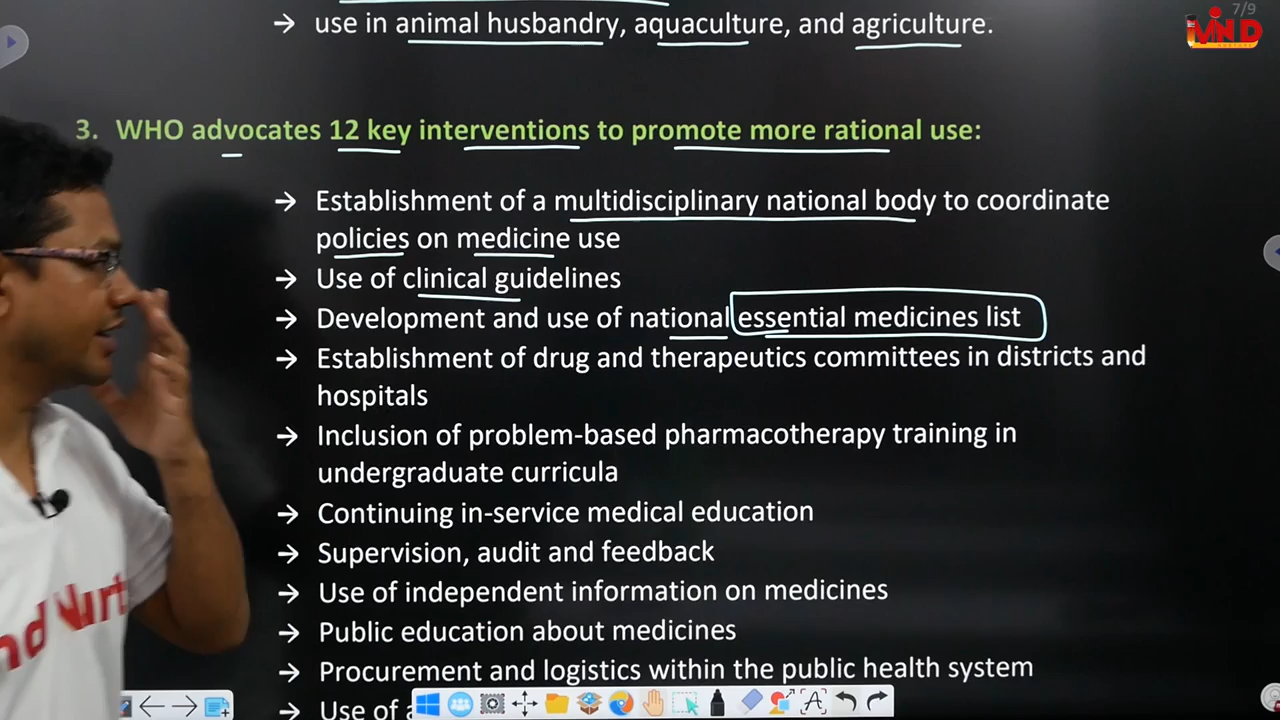 7/9
MIND
→ use in animal husbandry, aquaculture, and agriculture.
3. WHO advocates 12 key interventions to promote more rational use:
→ Establishment of a multidisciplinary national body to coordinate
policies on medicine use
→ Use of clinical guidelines
→ Development and use of national essential medicines list
→ Establishment of drug and therapeutics committees in districts and
hospitals
→ Inclusion of problem-based pharmacotherapy training in
undergraduate curricula
→ Continuing in-service medical education
→ Supervision, audit and feedback
→ Use of independent information on medicines
→ Public education about medicines
→ Procurement and logistics within the public health system
→ Use of
nd Nurt